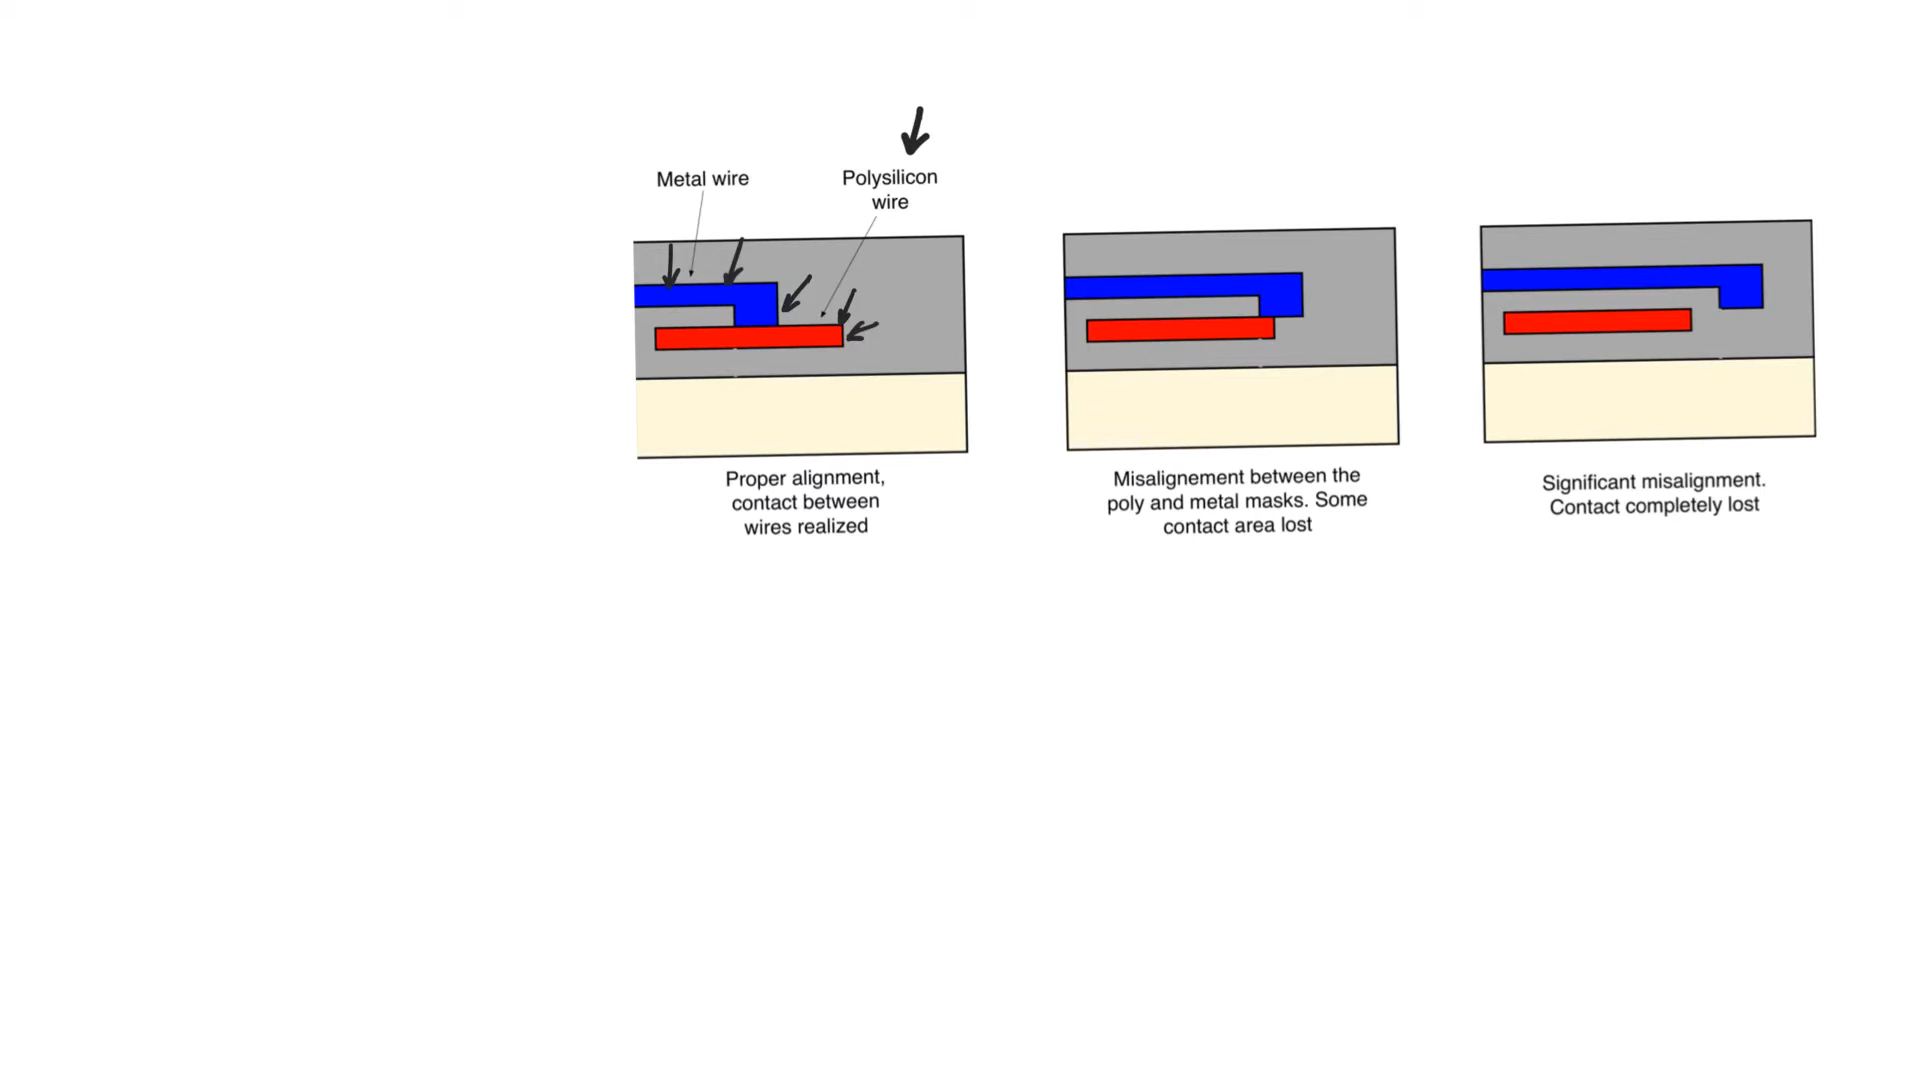 Metal wire
Polysilicon
wire
Proper alignment,
contact between
wires realized
Misalignement between the
poly and metal masks. Some
contact area lost
Significant misalignment.
Contact completely lost